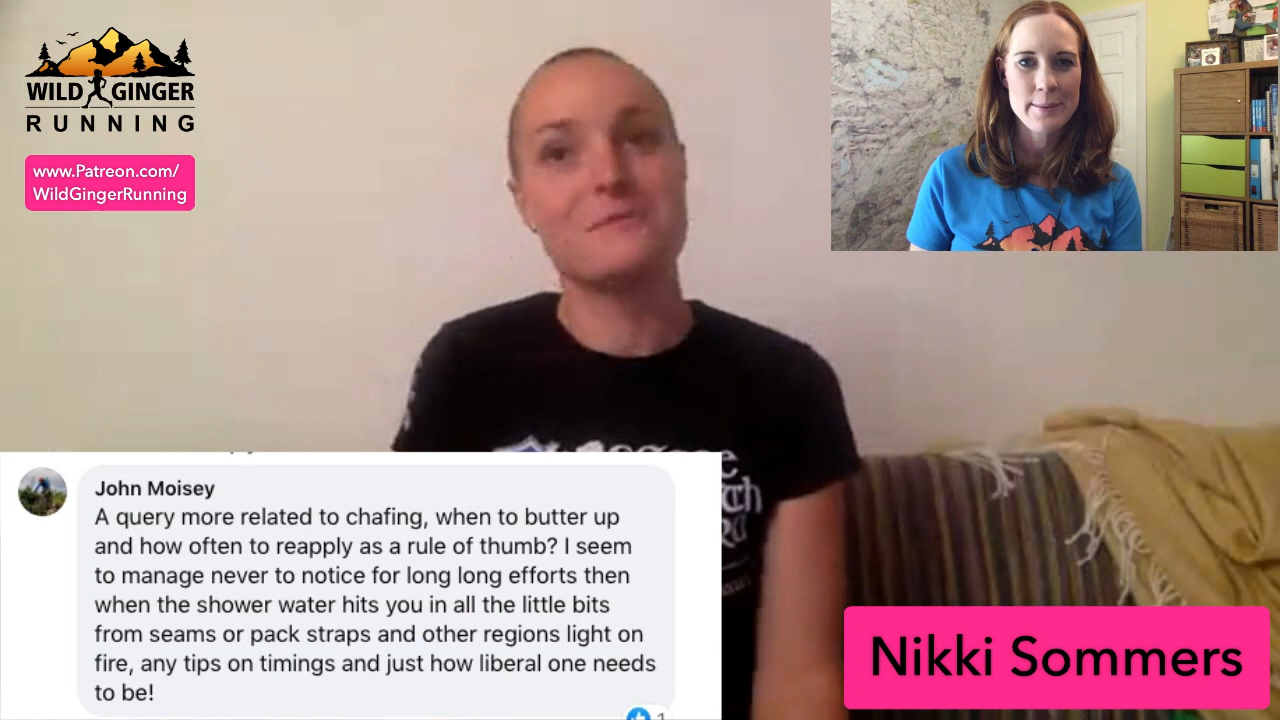 WILD GINGER
RUNNING
www.Patreon.com/
WildGingerRunning
John Moisey
A query more related to chafing, when to butter up
and how often to reapply as a rule of thumb? I seem
to manage never to notice for long long efforts then
when the shower water hits you in all the little bits
from seams or pack straps and other regions light on
fire, any tips on timings and just how liberal one needs
to be!
1
Nikki Sommers